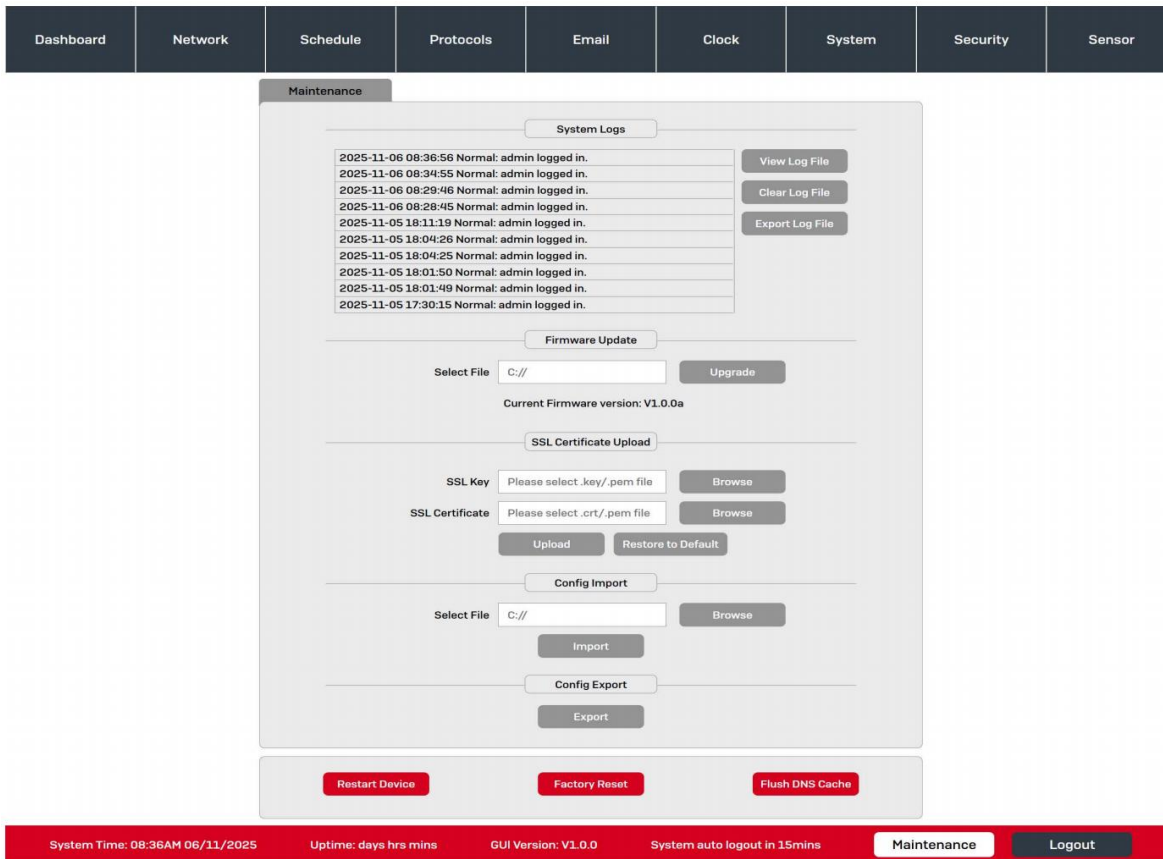 Dashboard Network Schedule Protocols Email Clock System Security Sensor
Maintenance
System Logs
2025-11-06 08:36:56 Normal: admin logged in.
View Log File
2025-11-06 08:34:55 Normal: admin logged in.
2025-11-06 08:29:46 Normal: admin logged in.
Clear Log File
2025-11-06 08:28:45 Normal: admin logged in.
2025-11-05 18:11:19 Normal: admin logged in.
Export Log File
2025-11-05 18:04:26 Normal: admin logged in.
2025-11-05 18:04:25 Normal: admin logged in.
2025-11-05 18:01:50 Normal: admin logged in.
2025-11-05 18:01:49 Normal: admin logged in.
2025-11-05 17:30:15 Normal: admin logged in.
Firmware Update
Select File C:// Upgrade
Current Firmware version: V1.0.0a
SSL Certificate Upload
SSL Key Please select .key/.pem file Browse
SSL Certificate Please select .crt/.pem file Browse
Upload Restore to Default
Config Import
Select File C:// Browse
Import
Config Export
Export
Restart Device Factory Reset Flush DNS Cache
System Time: 08:36AM 06/11/2025 Uptime: days hrs mins GUI Version: V1.0.0 System auto logout in 15mins Maintenance Logout